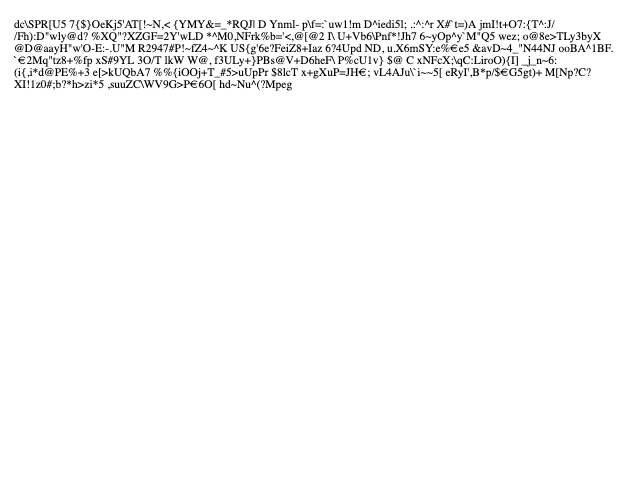 dc\SPR[U5 7{$}OeKj5'AT[!~N,< {YMY&=_*RQJl D Ynml- p\f=:`uw1!m D^iedi5l; .:^:^r X#`t=)A jmI!t+O7:{T^:J/
/Fh):D"wly@d? %XQ"?XZGF=2Y'wLD *^M0,NFrk%b='<,@[@2 I\ U+Vb6\Pnf*!Jh7 6~yOp^y`M"Q5 wez; o@8e>TLy3byX
@D@aayH"w'O-E:-.U"M R2947#P!~fZ4~^K US{g'6e?FeiZ8+Iaz 6?4Upd ND, u.X6mSY:e%€e5 &avD~4_"N44NJ ooBA^1BF.
`€2Mq"tz8+%fp xS#9YL 3O/T lkW W@, f3ULy+}PBs@V+D6heF\ P%cU1v} $@ C xNFcX;\qC:LiroO){I] _j_n~6:
(i{,i*d@PE%+3 e[>kUQbA7 %%{iOOj+T_#5>uUpPr $8lcT x+gXuP=JH€; vL4AJu\`i~~5[ eRyI',B*p/$€G5gt)+ M[Np?C?
XI!1z0#;b?*h>zi*5 ,suuZC\WV9G>P€6O[ hd~Nu^(?Mpeg